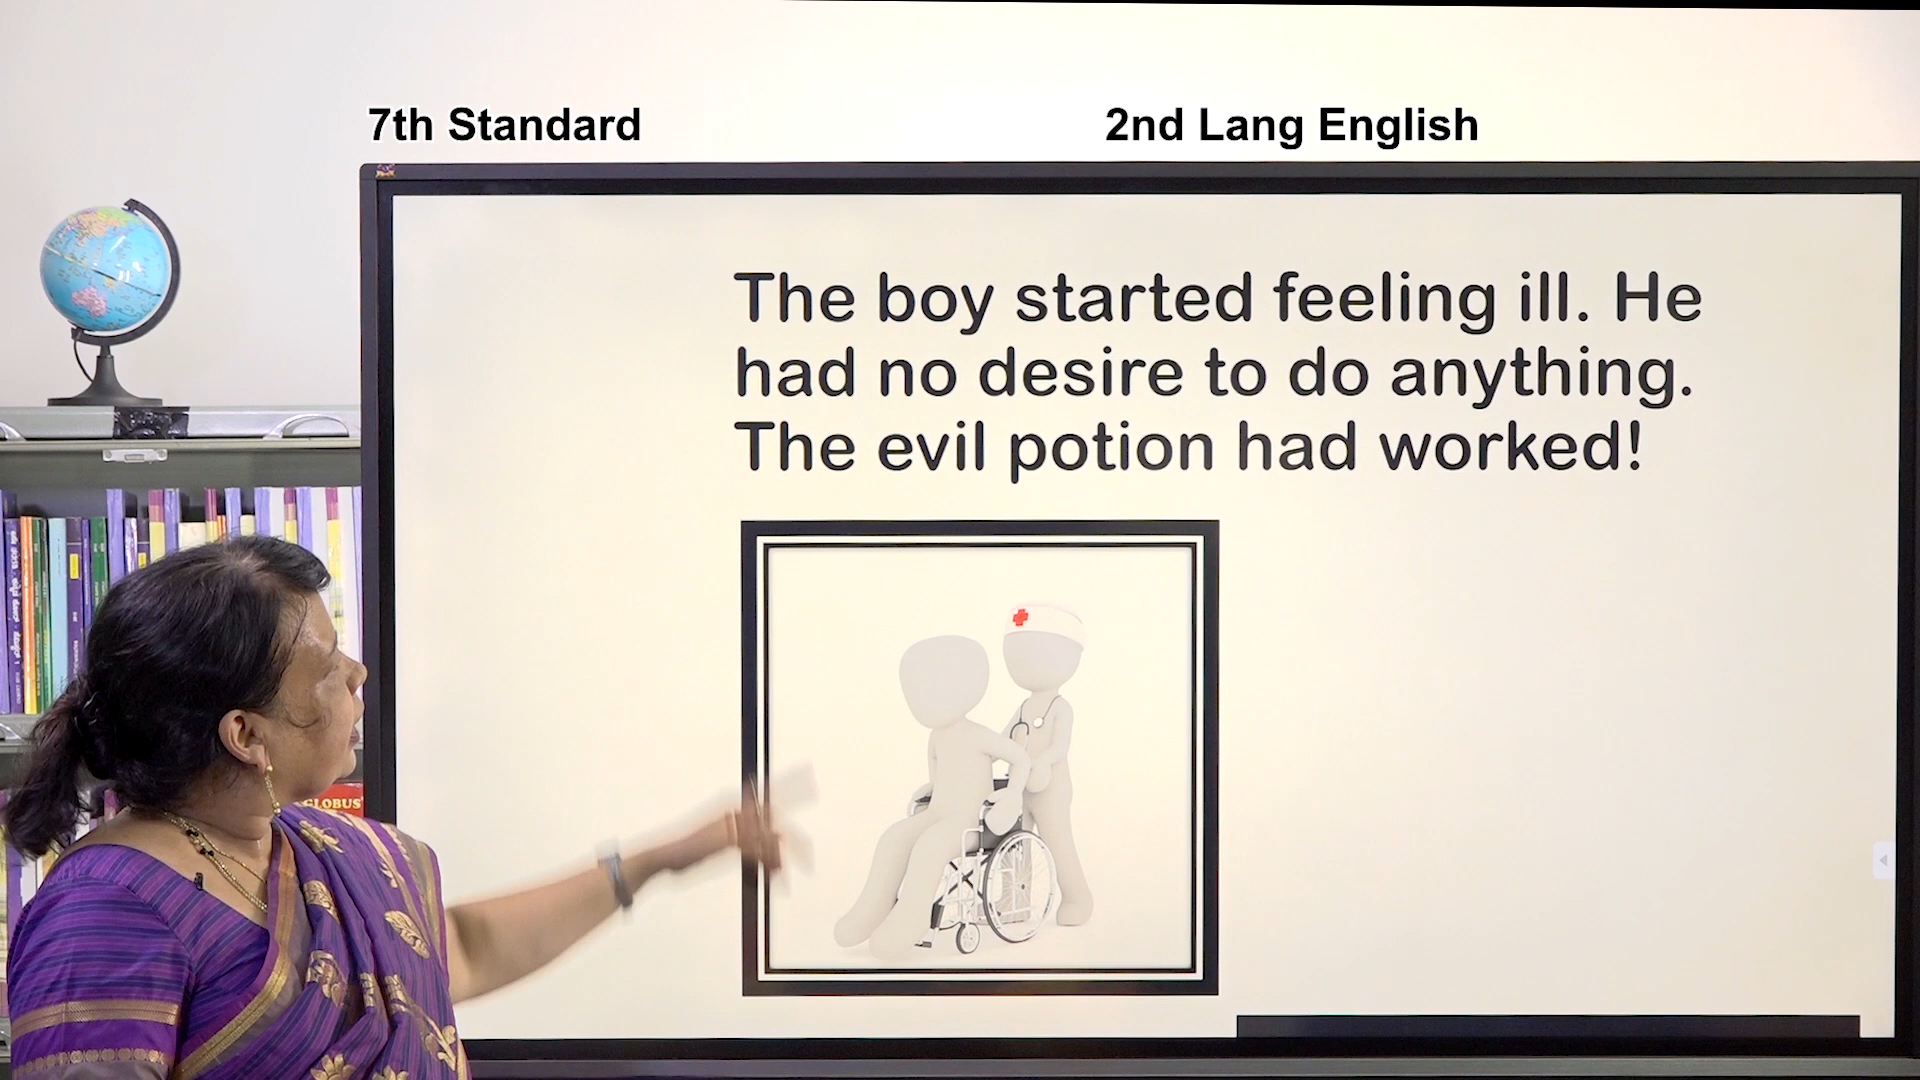 7th Standard
2nd Lang English
The boy started feeling ill. He
had no desire to do anything.
The evil potion had worked!
GLOBUS